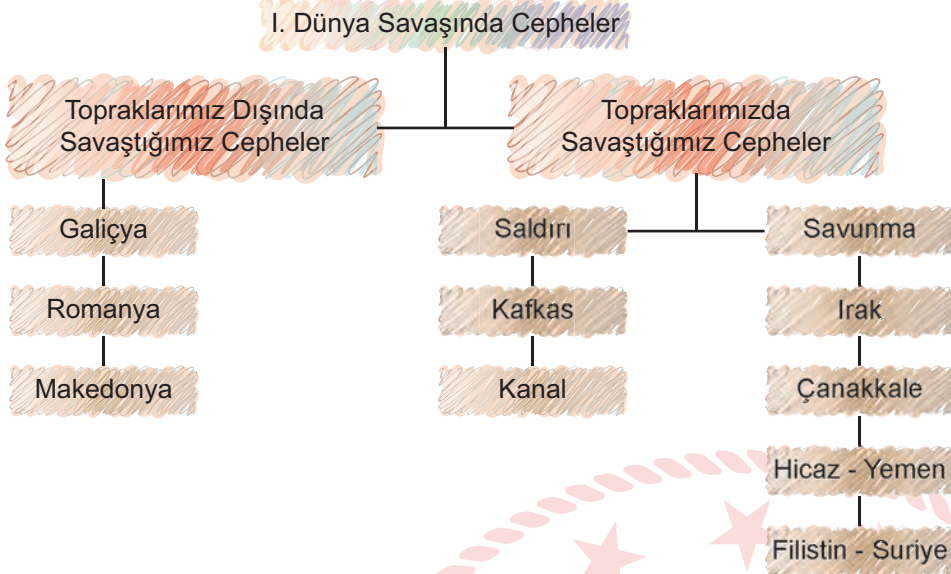 I. Dünya Savaşında Cepheler
Topraklarımız Dışında
Savaştığımız Cepheler
Topraklarımızda
Savaştığımız Cepheler
Galiçya
Romanya
Makedonya
Saldırı
Kafkas
Kanal
Savunma
Irak
Çanakkale
Hicaz - Yemen
Filistin - Suriye